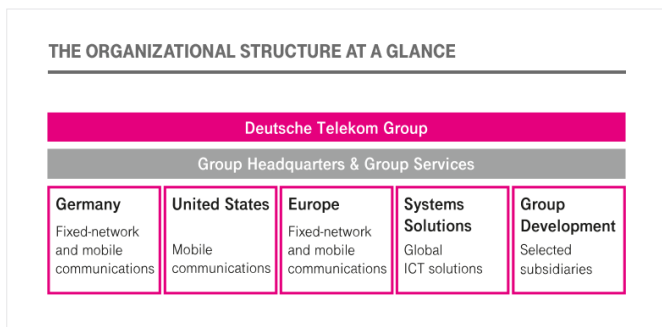 THE ORGANIZATIONAL STRUCTURE AT A GLANCE
Deutsche Telekom Group
Group Headquarters & Group Services
Germany
Fixed-network
and mobile
communications
United States
Mobile
communications
Europe
Fixed-network
and mobile
communications
Systems
Solutions
Global
ICT solutions
Group
Development
Selected
subsidiaries